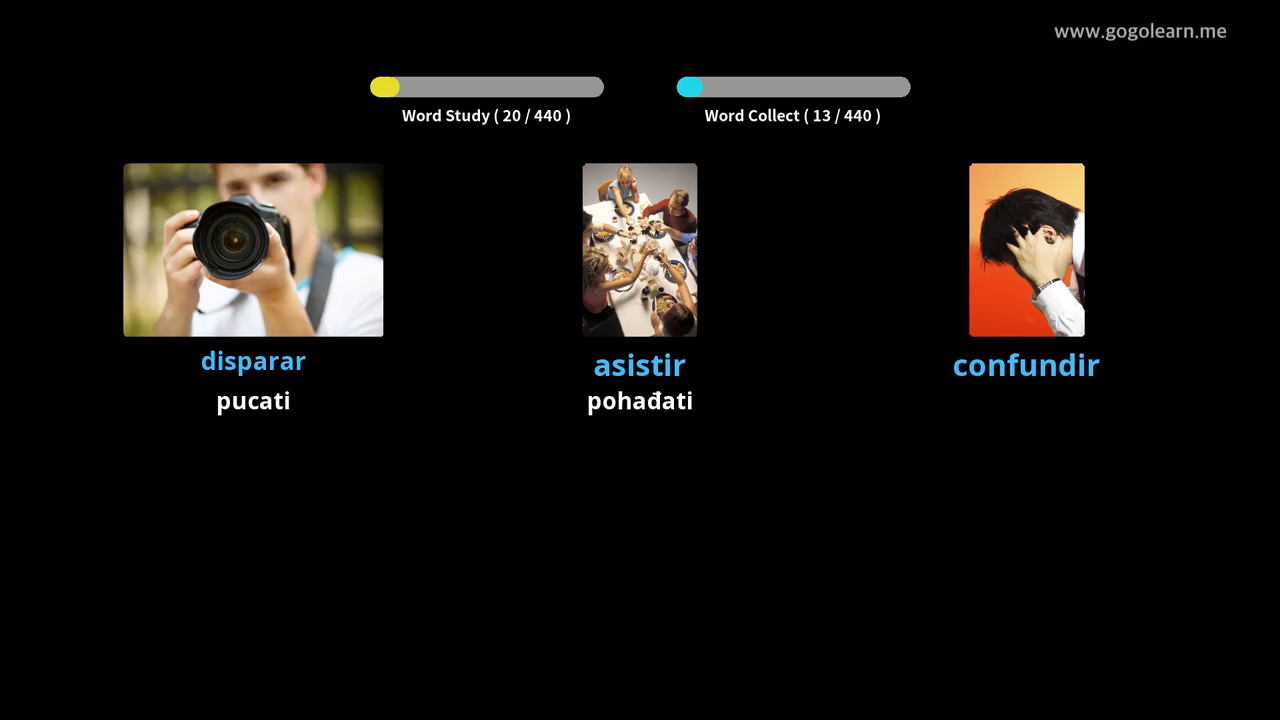 www.gogolearn.me
Word Study ( 20 / 440 )
Word Collect ( 13 / 440 )
disparar
asistir
confundir
pucati
pohađati